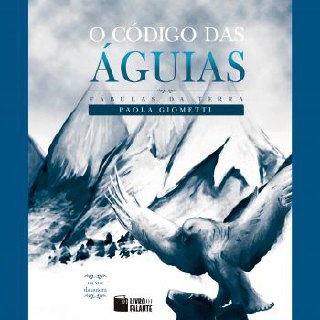 O CÓDIGO DAS
ÁGUIAS
FÁBULAS DA TERRA
PAOLA GIOMETTI
LIVRO
FALANTE